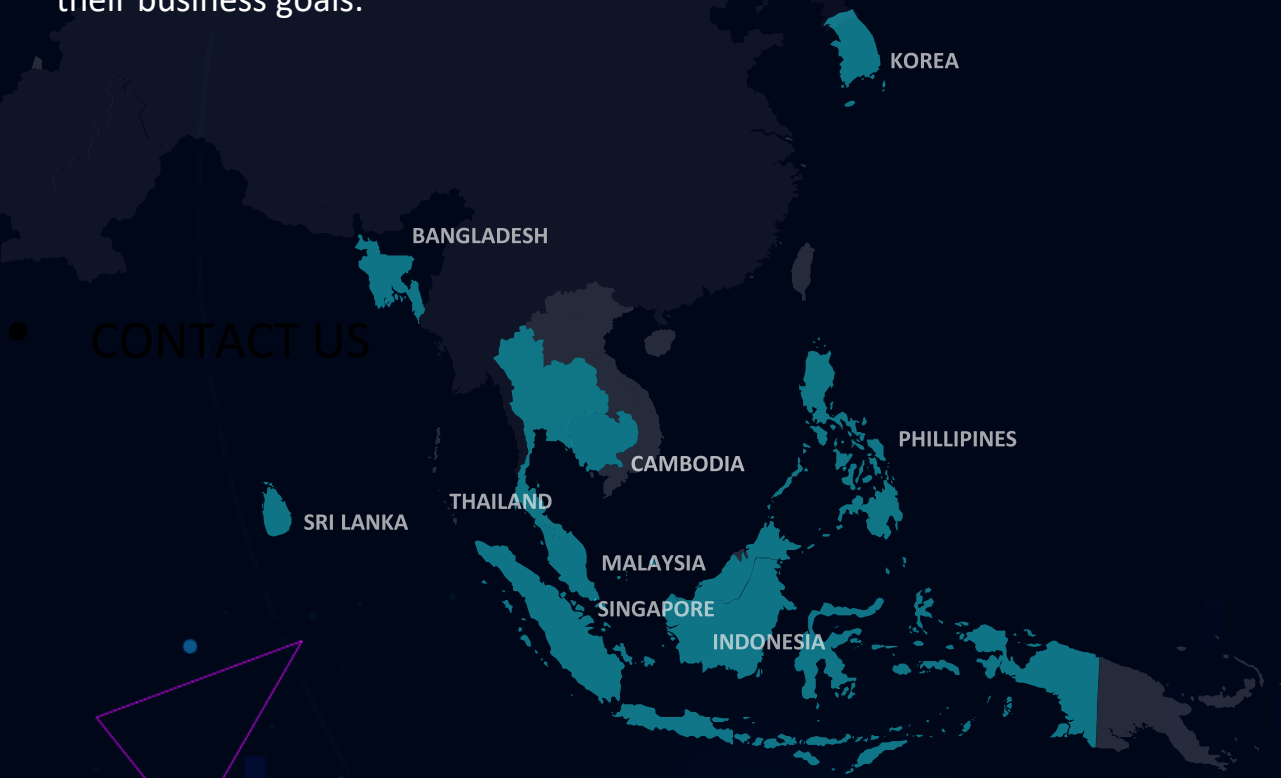 their business goals.
KOREA
BANGLADESH
• CONTACT US
PHILLIPINES
CAMBODIA
THAILAND
SRI LANKA
MALAYSIA
SINGAPORE
INDONESIA